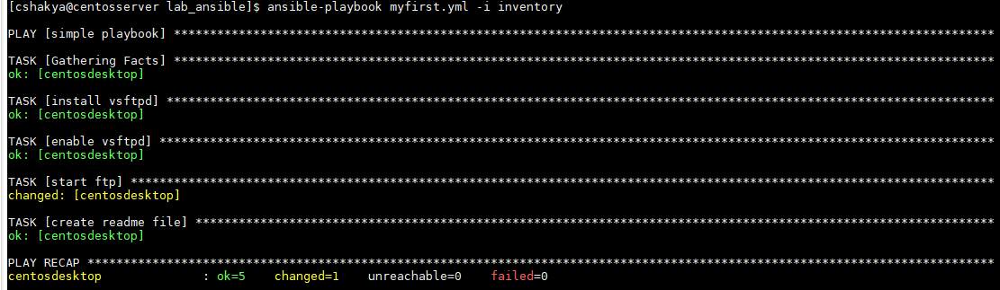 [cshakya@centosserver lab_ansible]$ ansible-playbook myfirst.yml -i inventory
PLAY [simple playbook] ******************************************************************************************************************
TASK [Gathering Facts] ******************************************************************************************************************
ok: [centosdesktop]
TASK [install vsftpd] *******************************************************************************************************************
ok: [centosdesktop]
TASK [enable vsftpd] ********************************************************************************************************************
ok: [centosdesktop]
TASK [start ftp] ************************************************************************************************************************
changed: [centosdesktop]
TASK [create readme file] ***************************************************************************************************************
ok: [centosdesktop]
PLAY RECAP ******************************************************************************************************************************
centosdesktop              : ok=5    changed=1    unreachable=0    failed=0